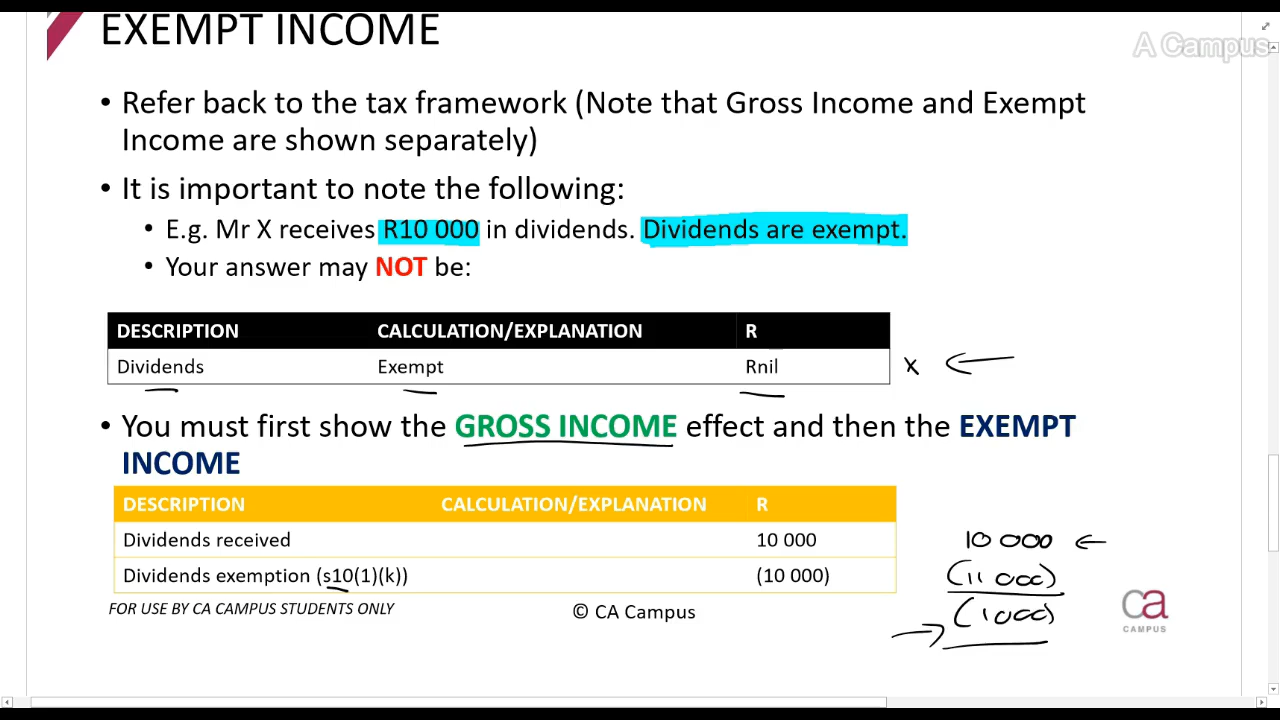 EXEMPT INCOME
A Campus
• Refer back to the tax framework (Note that Gross Income and Exempt
Income are shown separately)
• It is important to note the following:
• E.g. Mr X receives R10 000 in dividends. Dividends are exempt.
• Your answer may NOT be:
DESCRIPTION CALCULATION/EXPLANATION R
Dividends Exempt Rnil x
• You must first show the GROSS INCOME effect and then the EXEMPT
INCOME
DESCRIPTION CALCULATION/EXPLANATION R
Dividends received 10 000
Dividends exemption (s10(1)(k)) (10 000)
10 000
(11 000)
(1000)
FOR USE BY CA CAMPUS STUDENTS ONLY © CA Campus
ca
CAMPUS